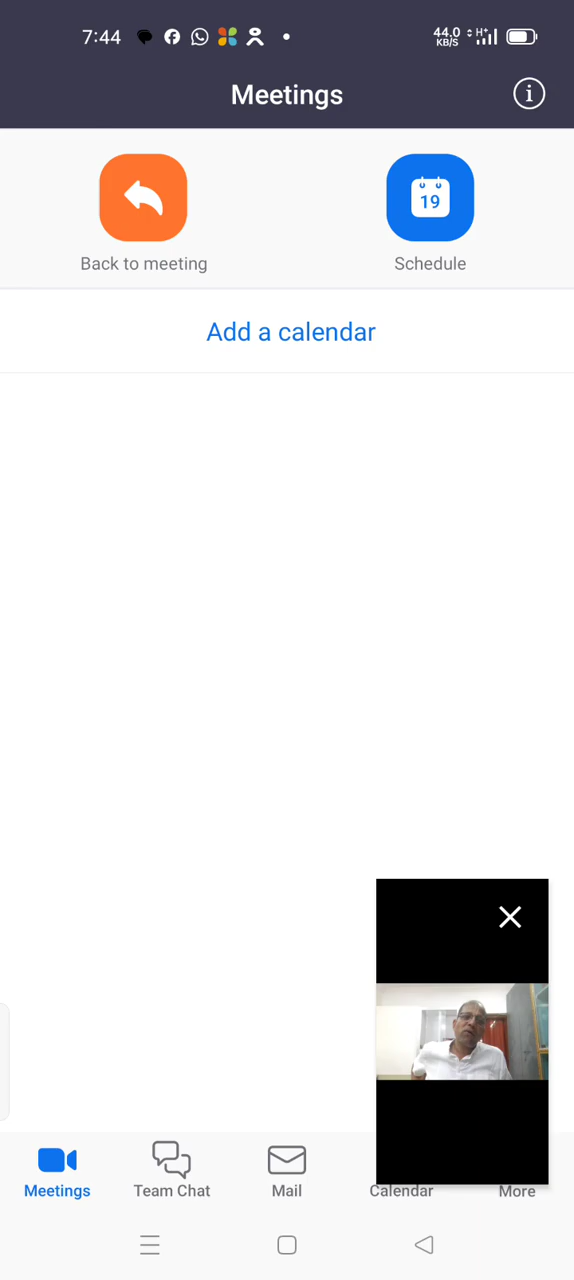 7:44 44.0 KB/S H+
Meetings
19
Back to meeting Schedule
Add a calendar
Meetings Team Chat Mail Calendar More